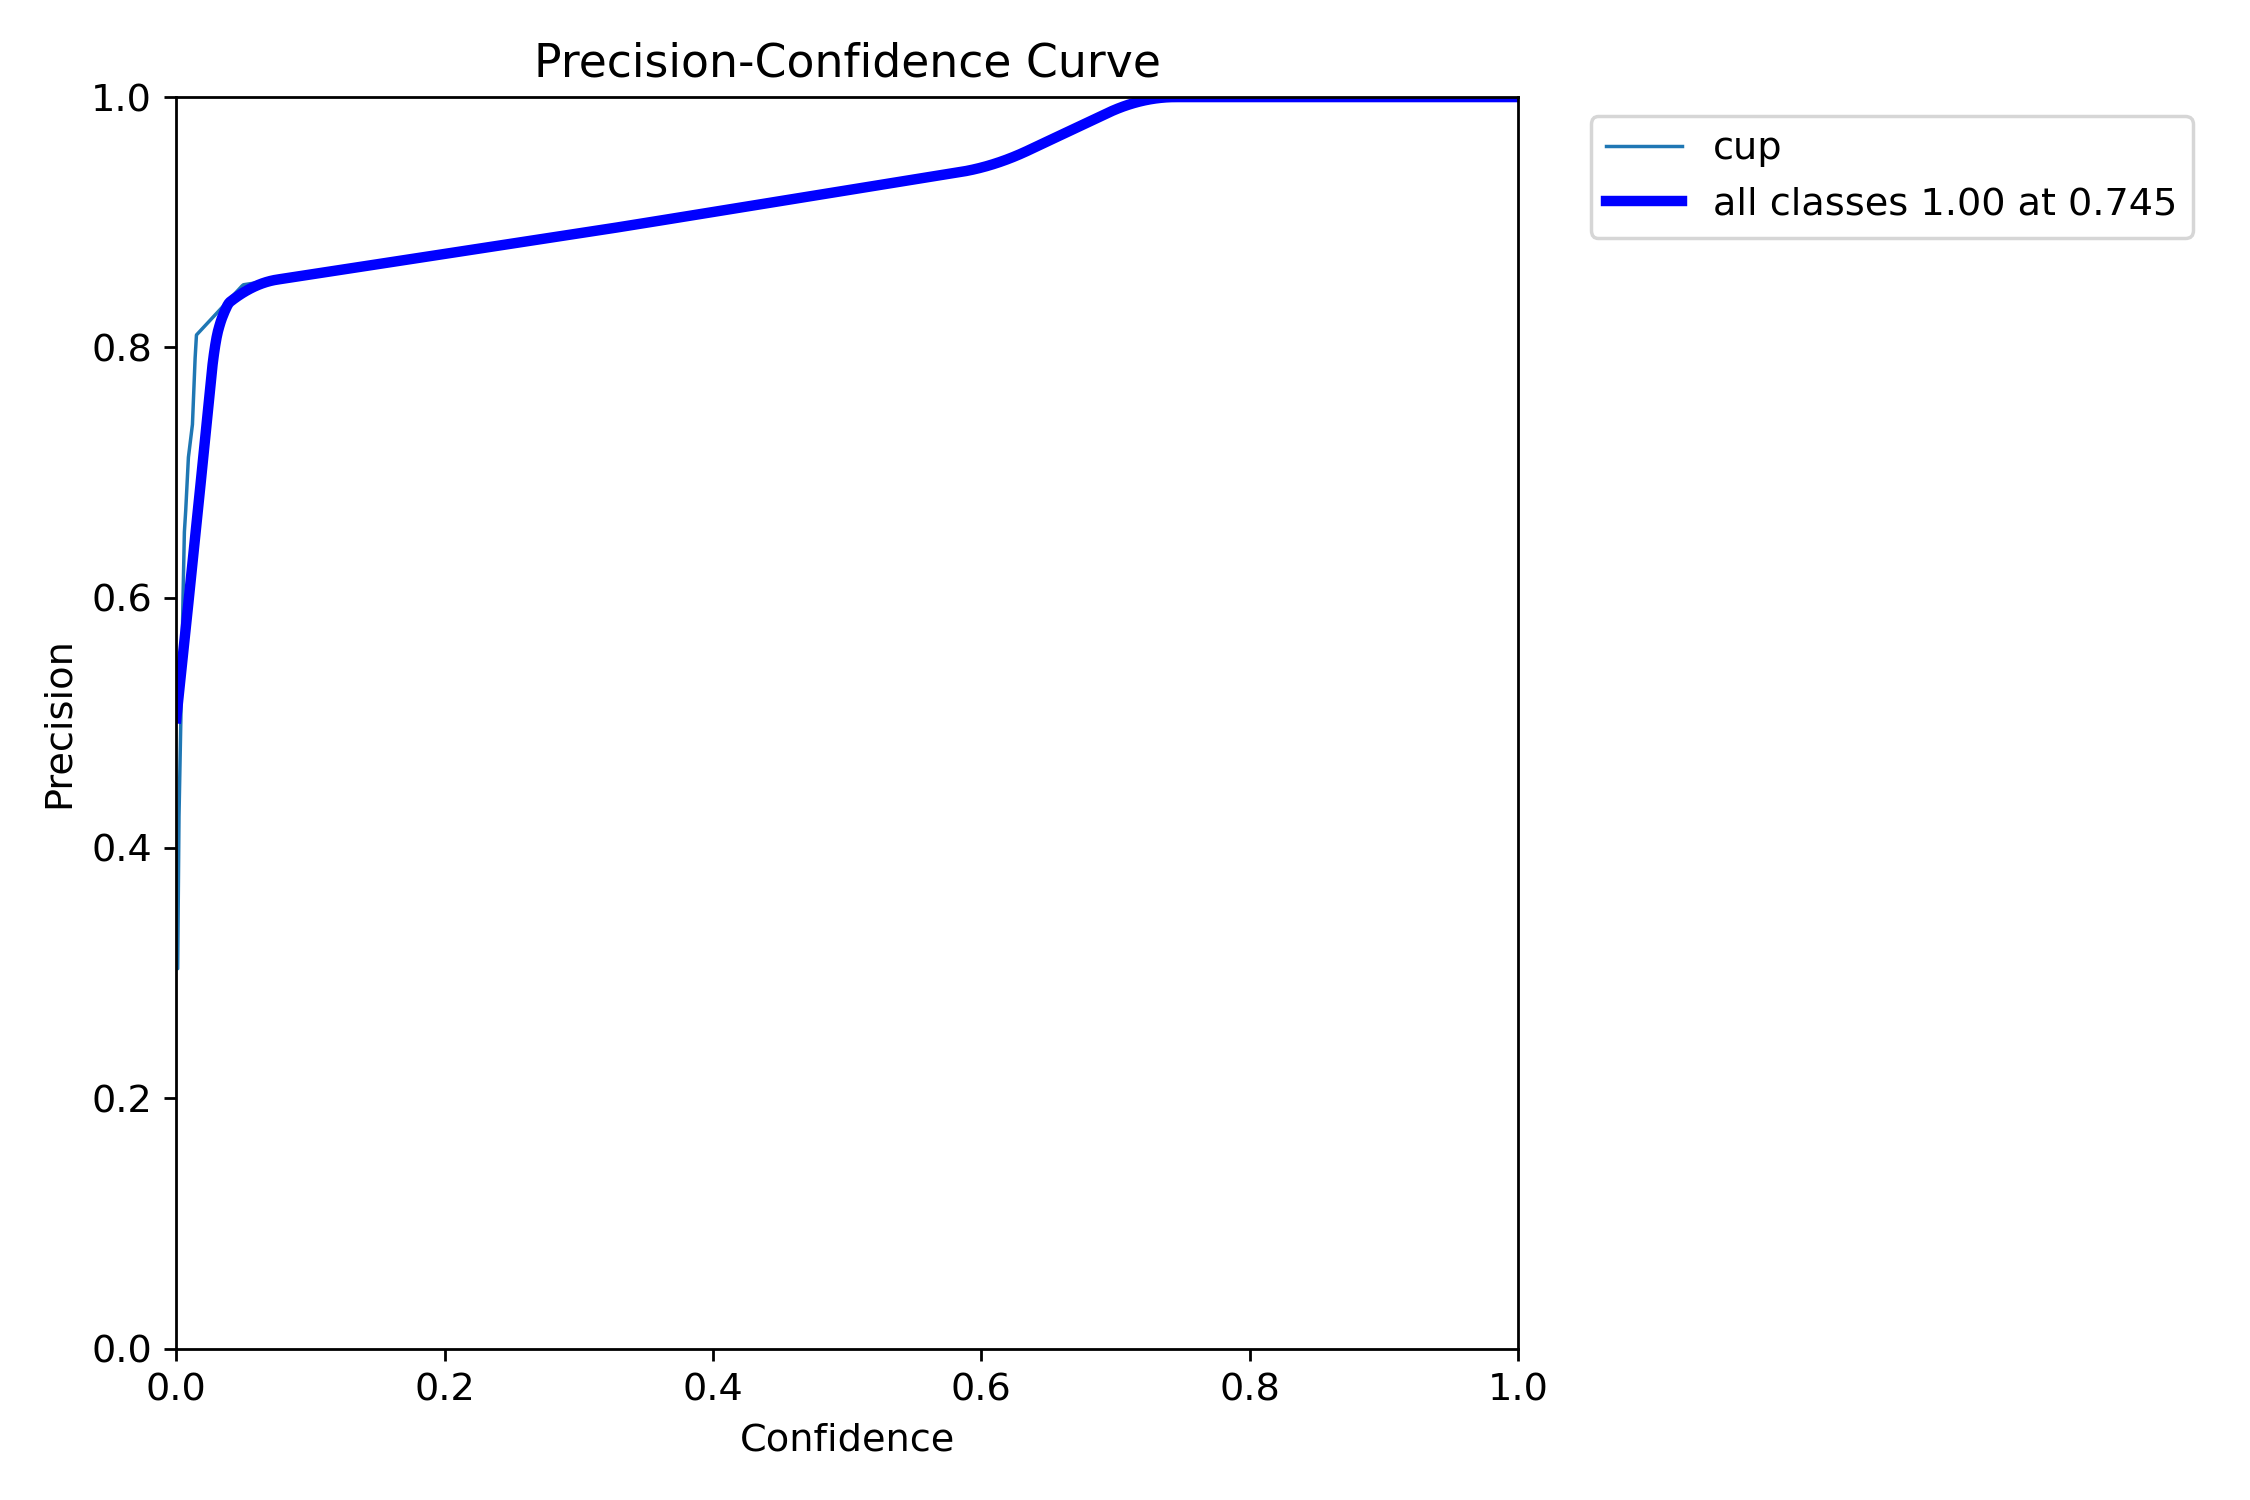 Precision-Confidence Curve
1.0
0.8
0.6
0.4
0.2
0.0
Precision
0.0 0.2 0.4 0.6 0.8 1.0
Confidence
cup
all classes 1.00 at 0.745